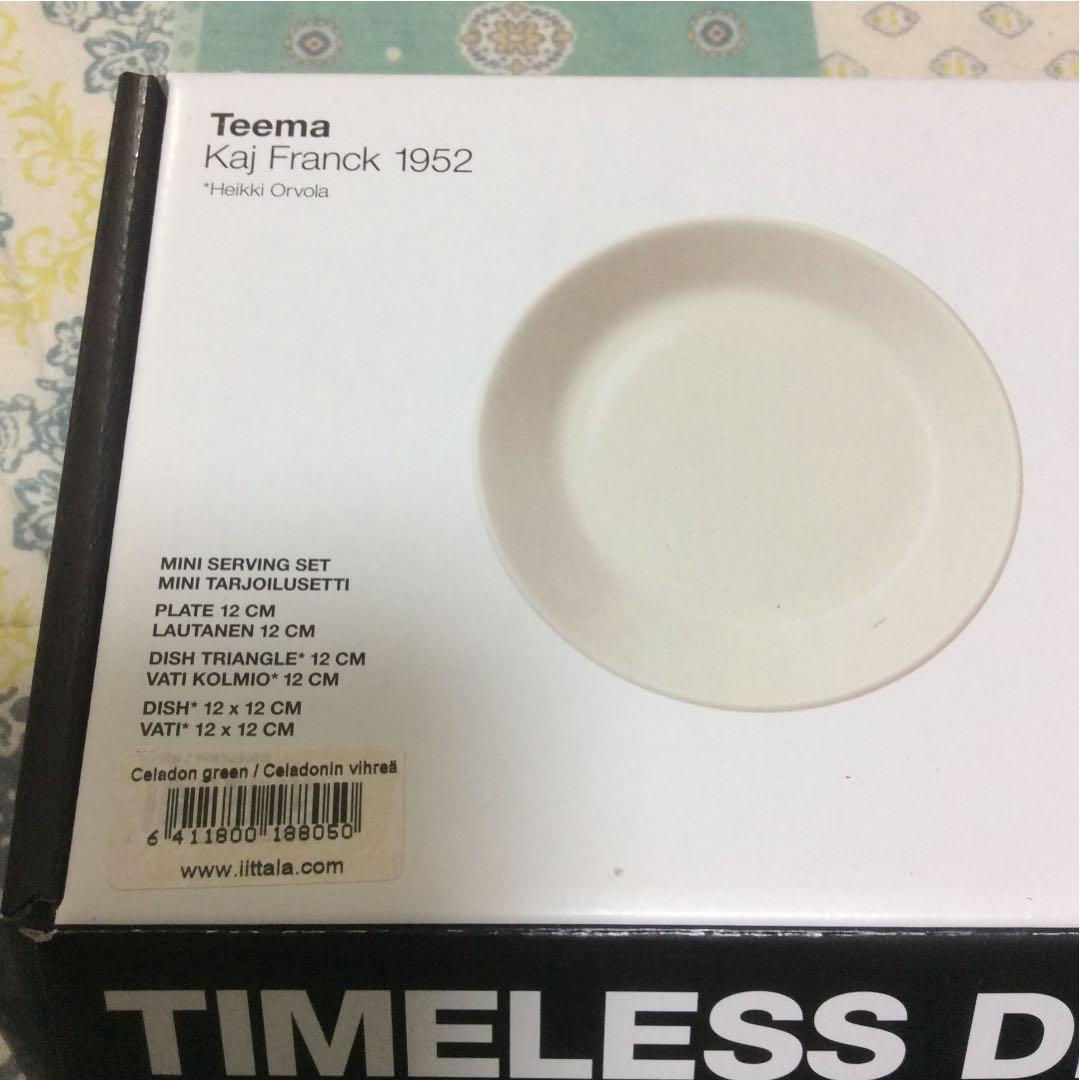 Teema
Kaj Franck 1952
*Heikki Orvola
MINI SERVING SET
MINI TARJOILUSETTI
PLATE 12 CM
LAUTANEN 12 CM
DISH TRIANGLE* 12 CM
VATI KOLMIO* 12 CM
DISH* 12 x 12 CM
VATI* 12 x 12 CM
Celadon green / Celadonin vihreä
6 411800 188050
www.iittala.com
TIMELESS D